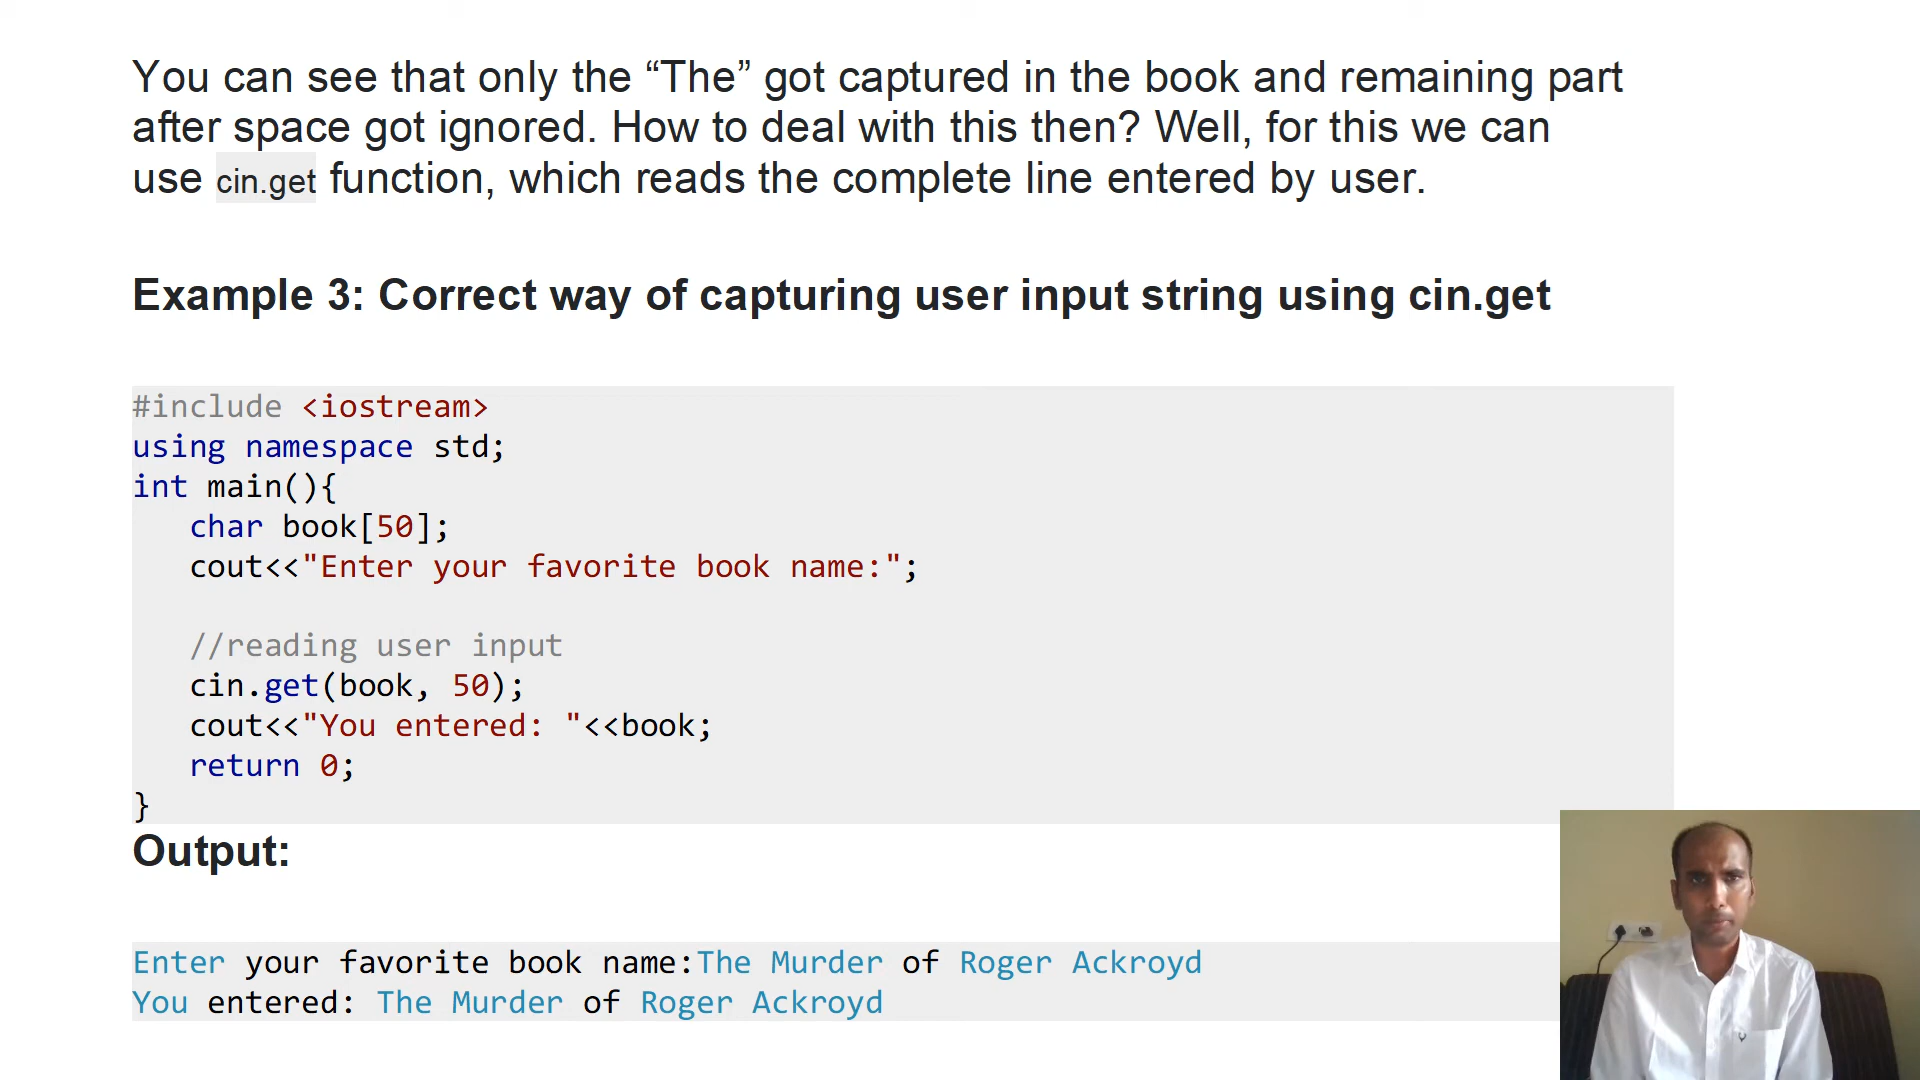 You can see that only the “The” got captured in the book and remaining part
after space got ignored. How to deal with this then? Well, for this we can
use cin.get function, which reads the complete line entered by user.
Example 3: Correct way of capturing user input string using cin.get
#include <iostream>
using namespace std;
int main(){
   char book[50];
   cout<<"Enter your favorite book name:";
   //reading user input
   cin.get(book, 50);
   cout<<"You entered: "<<book;
   return 0;
}
Output:
Enter your favorite book name:The Murder of Roger Ackroyd
You entered: The Murder of Roger Ackroyd